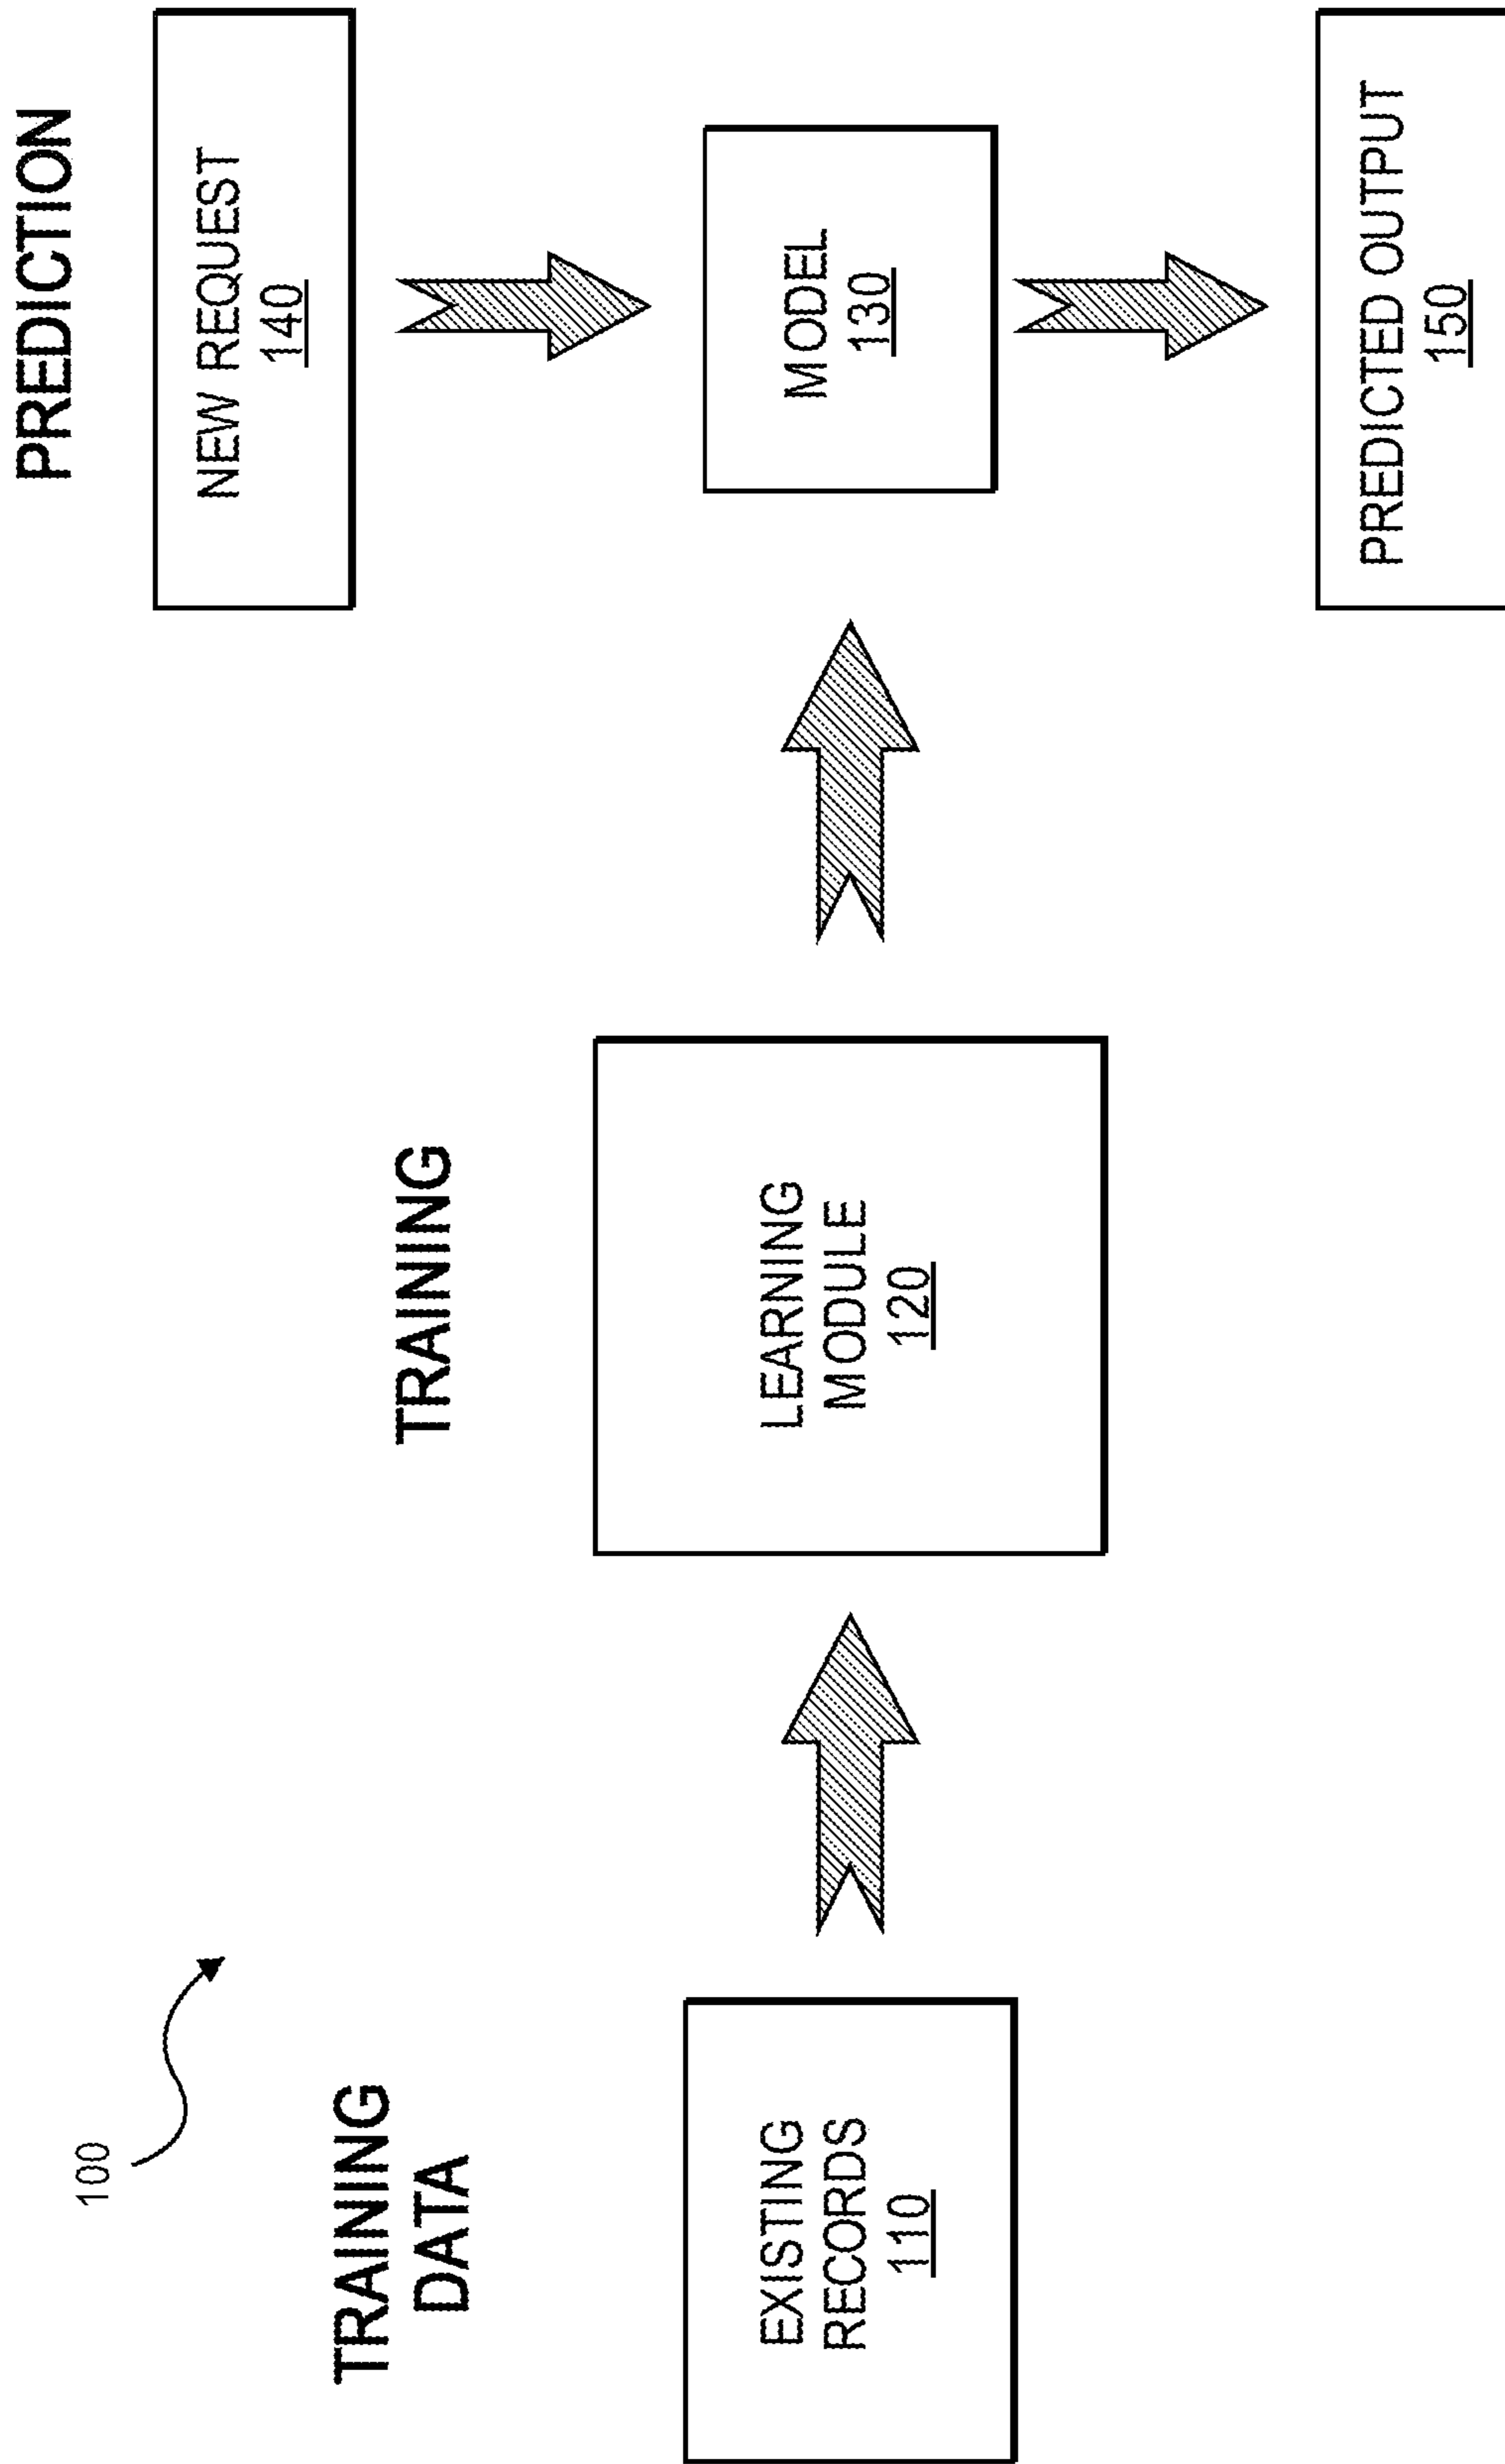 100
TRAINING
DATA
EXISTING
RECORDS
110
TRAINING
LEARNING
MODULE
120
PREDICTION
NEW REQUEST
140
MODEL
130
PREDICTED OUTPUT
150